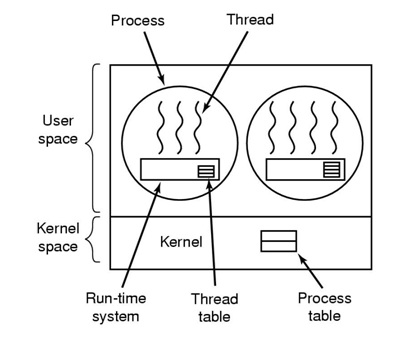 Process
Thread
User
space
Kernel
space
Kernel
Run-time
system
Thread
table
Process
table